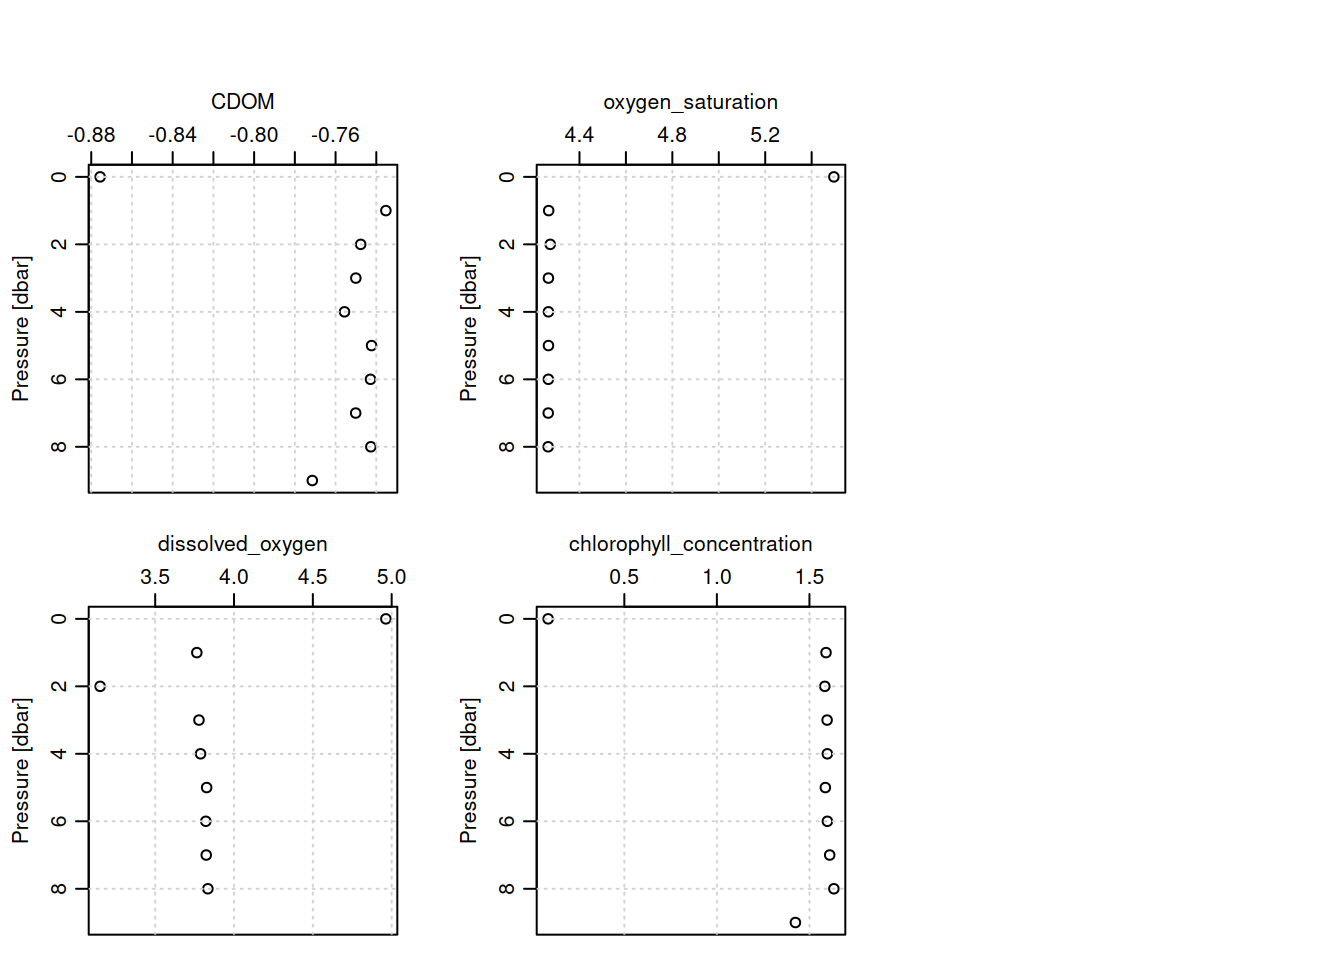 CDOM
-0.88 -0.84 -0.80 -0.76
0
2
4
6
8
Pressure [dbar]
oxygen_saturation
4.4 4.8 5.2
0
2
4
6
8
Pressure [dbar]
dissolved_oxygen
3.5 4.0 4.5 5.0
0
2
4
6
8
Pressure [dbar]
chlorophyll_concentration
0.5 1.0 1.5
0
2
4
6
8
Pressure [dbar]